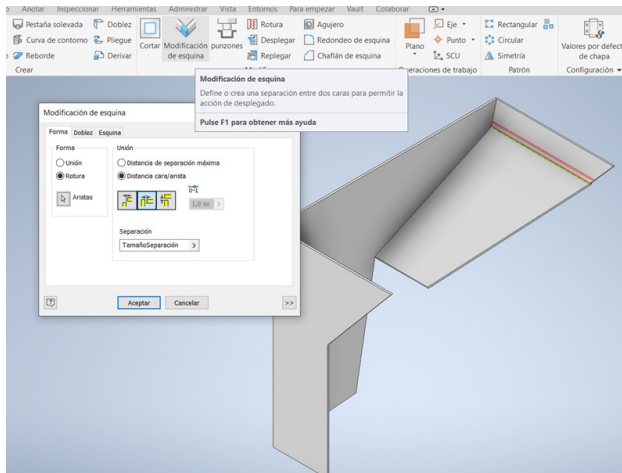 Anotar Inspeccionar Herramientas Administrar Vista Entornos Para empezar Vault Colaborar
Pestaña solevada Doblez Rotura Agujero Eje Rectangular
Curva de contorno Pliegue Desplegar Redondeo de esquina Punto Circular
Reborde Derivar Cortar Modificación de esquina punzones Replegar Chaflán de esquina Plano SCU Simetría Valores por defect de chapa
Crear Operaciones de trabajo Patrón Configuración
Modificación de esquina
Define o crea una separación entre dos caras para permitir la
acción de desplegado.
Pulse F1 para obtener más ayuda
Modificación de esquina
Forma Doblez Esquina
Forma Unión
Unión Distancia de separación máxima
Rotura Distancia cara/arista
Aristas
1,0 su >
Separación
TamañoSeparación >
Aceptar Cancelar >>